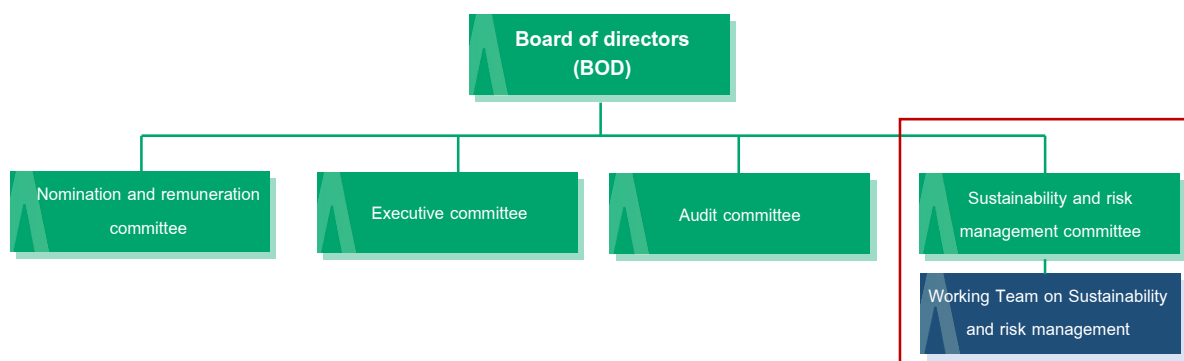 Board of directors
(BOD)
Nomination and remuneration
committee
Executive committee
Audit committee
Sustainability and risk
management committee
Working Team on Sustainability
and risk management